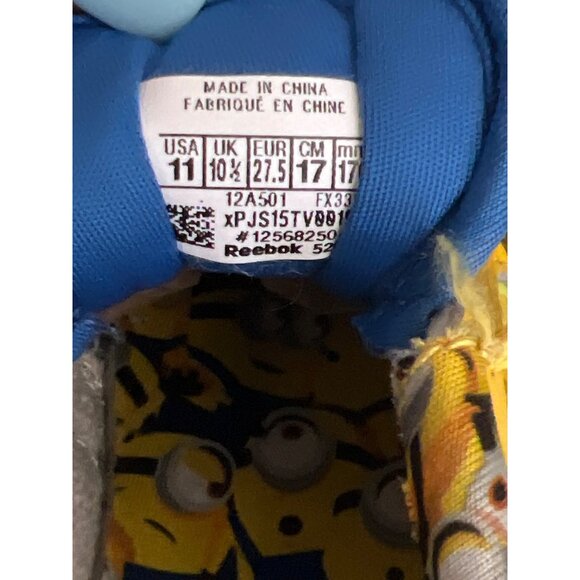 MADE IN CHINA
FABRIQUÉ EN CHINE
USA UK EUR CM mm
11 10½ 27.5 17
12A501
#12568250
Reebok